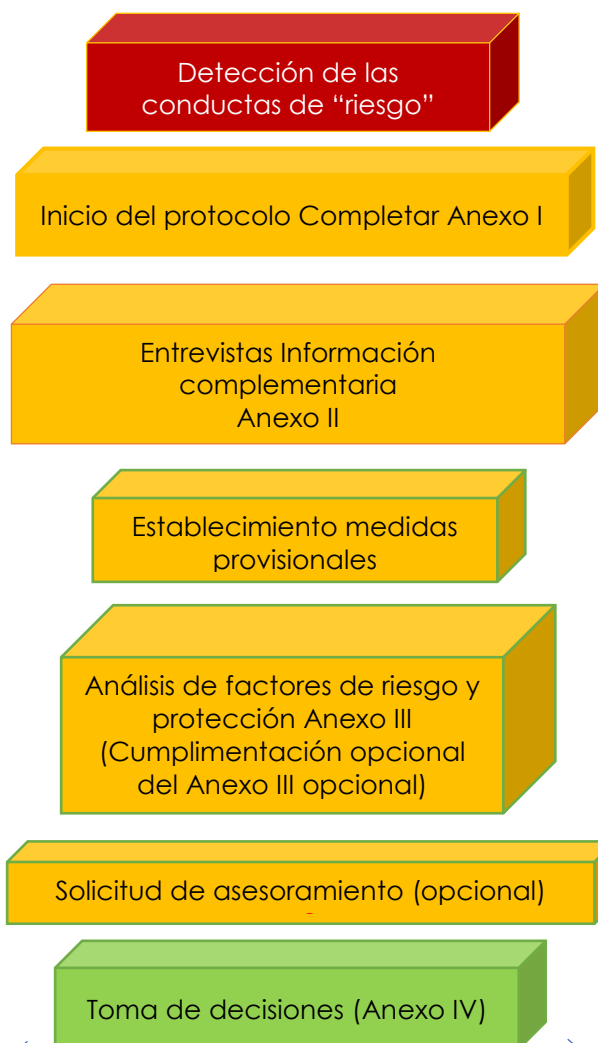 Detección de las
conductas de “riesgo”
Inicio del protocolo Completar Anexo I
Entrevistas Información
complementaria
Anexo II
Establecimiento medidas
provisionales
Análisis de factores de riesgo y
protección Anexo III
(Cumplimentación opcional
del Anexo III opcional)
Solicitud de asesoramiento (opcional)
Toma de decisiones (Anexo IV)